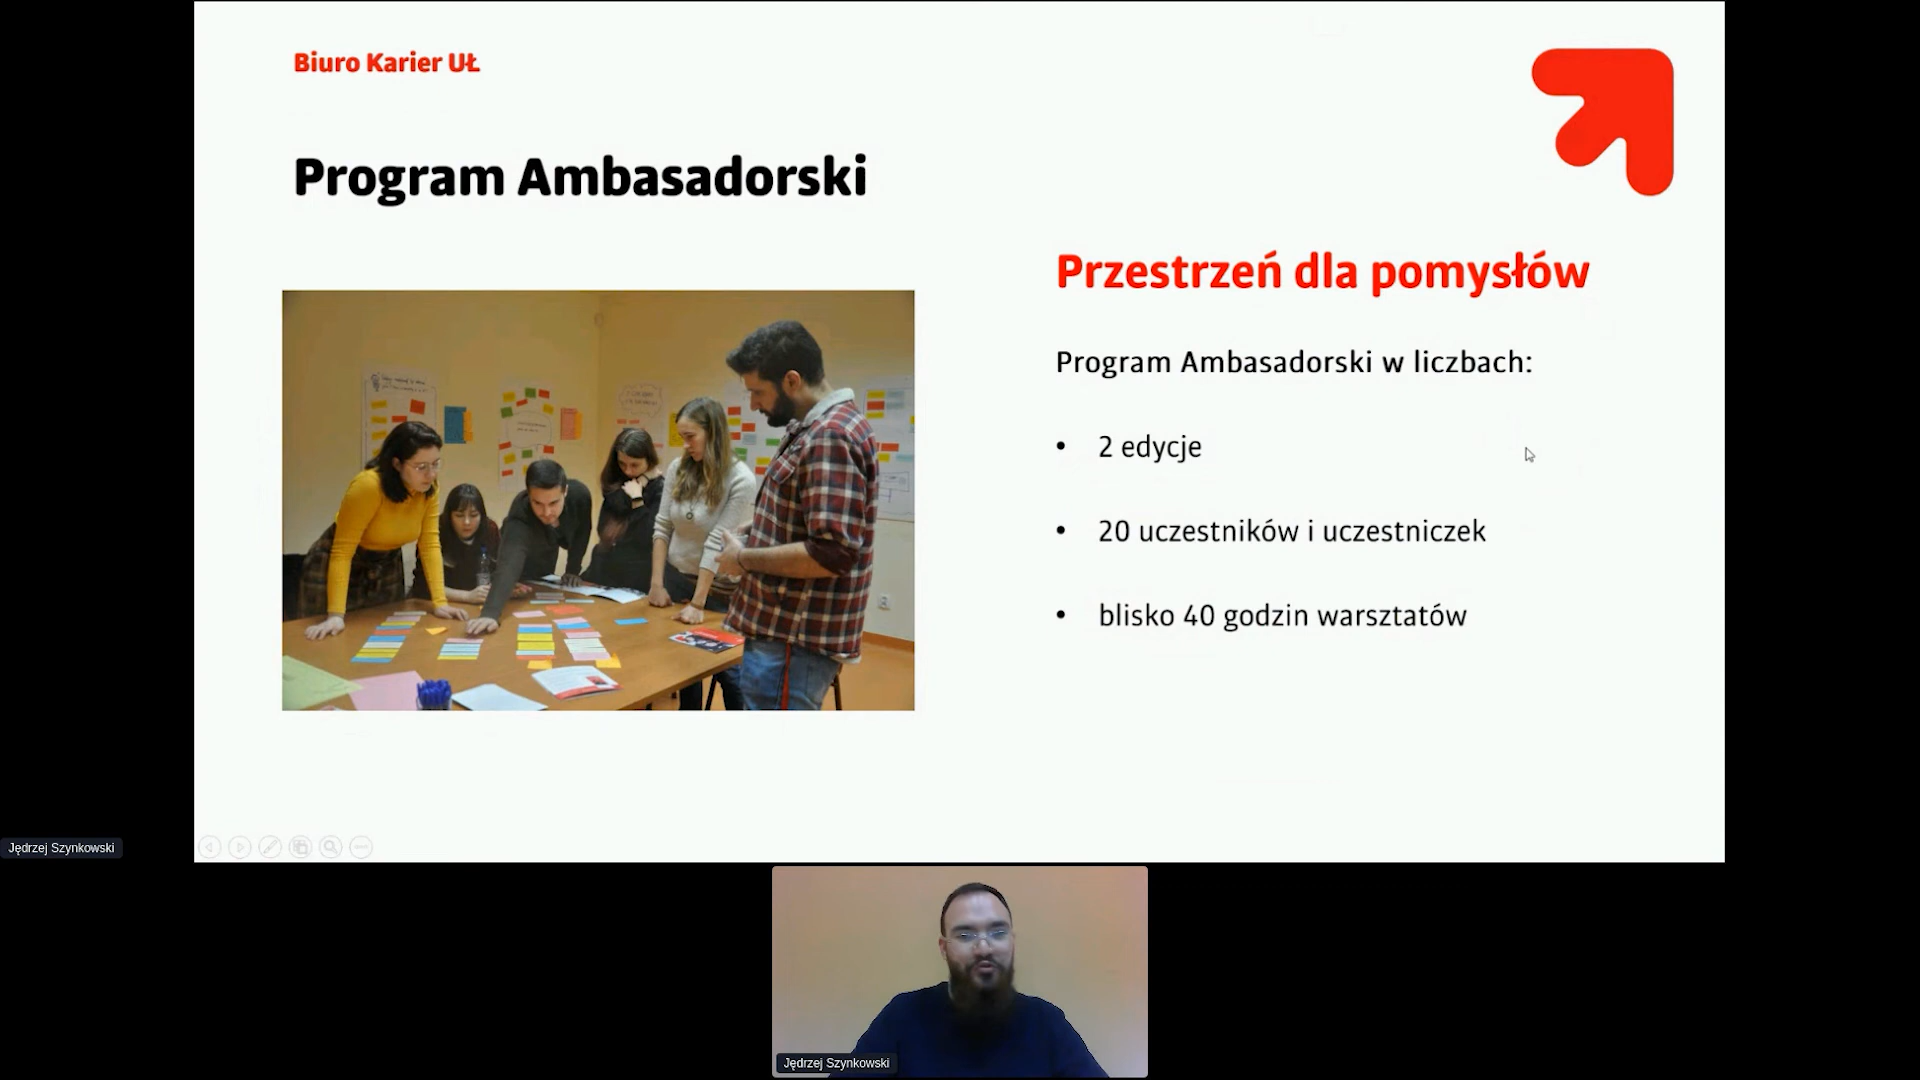 Biuro Karier UŁ
Program Ambasadorski
Przestrzeń dla pomysłów
Program Ambasadorski w liczbach:
• 2 edycje
• 20 uczestników i uczestniczek
• blisko 40 godzin warsztatów
Jędrzej Szynkowski
Jędrzej Szynkowski